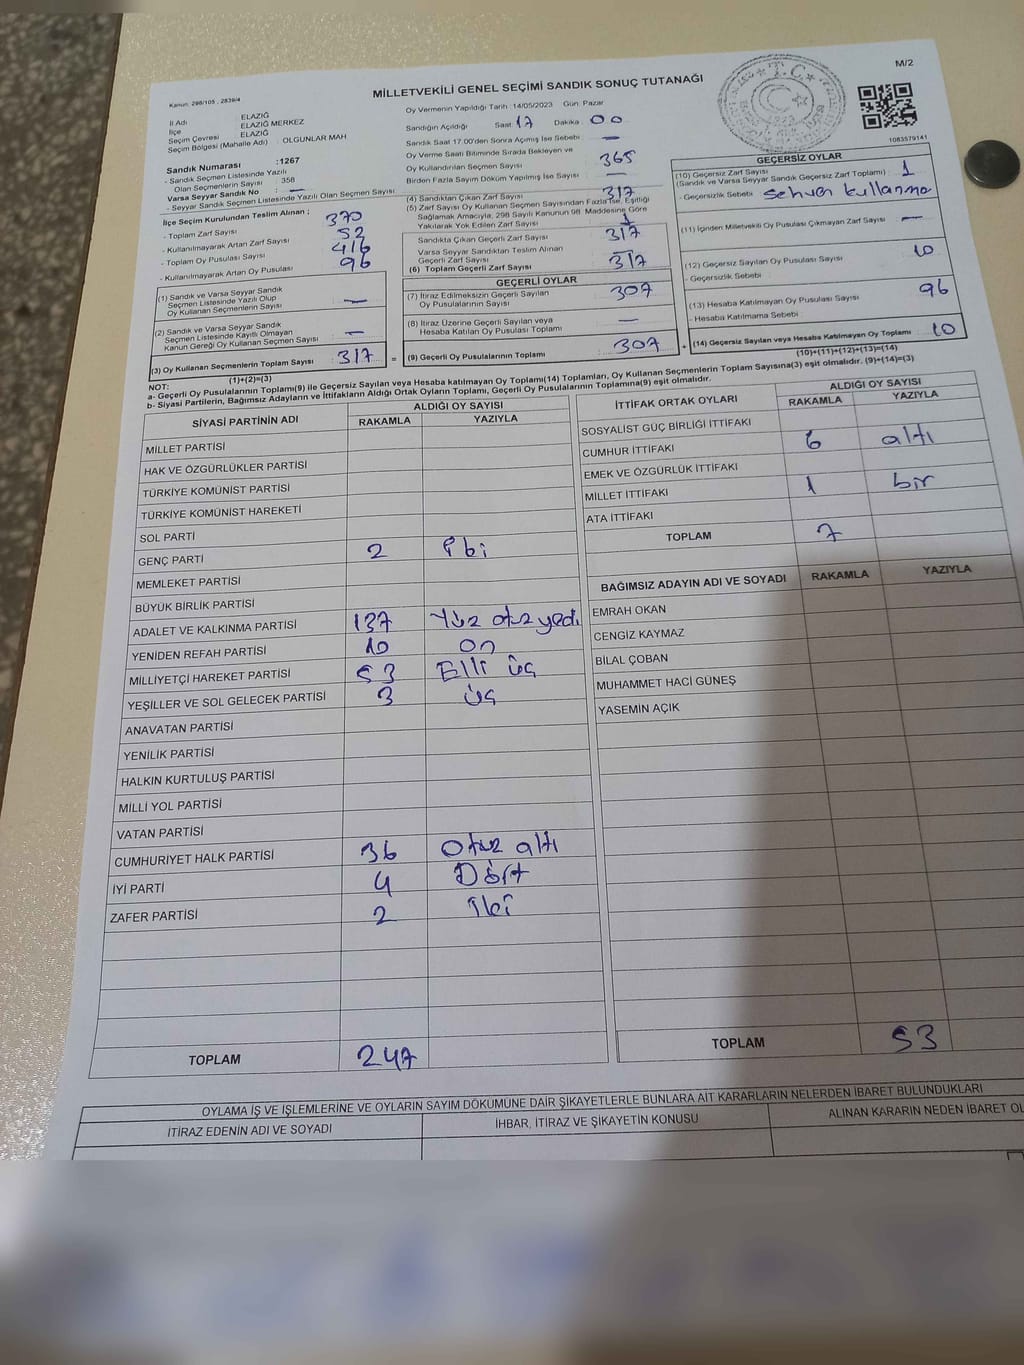 M/2
MİLLETVEKİLİ GENEL SEÇİMİ SANDIK SONUÇ TUTANAĞI
Kanun: 298/105, 2839/4
Oy Vermenin Yapıldığı Tarih :14/05/2023 Gün: Pazar
T.C.
1083579141
İl Adı : ELAZIĞ
İlçe : ELAZIĞ MERKEZ
Seçim Çevresi : ELAZIĞ
Seçim Bölgesi (Mahalle Adı) : OLGUNLAR MAH
Sandık Numarası :1267
- Sandık Seçmen Listesinde Yazılı
Olan Seçmenlerin Sayısı : 358
Varsa Seyyar Sandık No : —
- Seyyar Sandık Seçmen Listesinde Yazılı Olan Seçmen Sayısı
İlçe Seçim Kurulundan Teslim Alınan ;
- Toplam Zarf Sayısı : 370
- Kullanılmayarak Artan Zarf Sayısı : 52
- Toplam Oy Pusulası Sayısı : 416
- Kullanılmayarak Artan Oy Pusulası : 96
(1) Sandık ve Varsa Seyyar Sandık
Seçmen Listesinde Yazılı Olup
Oy Kullanan Seçmenlerin Sayısı : —
(2) Sandık ve Varsa Seyyar Sandık
Seçmen Listesinde Kayıtlı Olmayan
Kanun Gereği Oy Kullanan Seçmen Sayısı : —
(3) Oy Kullanan Seçmenlerin Toplam Sayısı : 317
(1)+(2)=(3)
Sandığın Açıldığı Saat: 17 Dakika : 00
Sandık Saat 17.00'den Sonra Açılmış İse Sebebi : —
Oy Verme Saati Bitiminde Sırada Bekleyen ve
Oy Kullandırılan Seçmen Sayısı : 365
Birden Fazla Sayım Döküm Yapılmış İse Sayısı : —
(4) Sandıktan Çıkan Zarf Sayısı : 317
(5) Zarf Sayısı Oy Kullanan Seçmen Sayısından Fazla İse, Eşitliği
Sağlamak Amacıyla, 298 Sayılı Kanunun 98. Maddesine Göre
Yakılarak Yok Edilen Zarf Sayısı : 1
Sandıkta Çıkan Geçerli Zarf Sayısı : 317
Varsa Seyyar Sandıktan Teslim Alınan
Geçerli Zarf Sayısı :
(6) Toplam Geçerli Zarf Sayısı : 317
GEÇERLİ OYLAR
(7) İtiraz Edilmeksizin Geçerli Sayılan
Oy Pusulalarının Sayısı : 307
(8) İtiraz Üzerine Geçerli Sayılan veya
Hesaba Katılan Oy Pusulası Toplamı : —
= (9) Geçerli Oy Pusulalarının Toplamı : 307
GEÇERSİZ OYLAR
(10) Geçersiz Zarf Sayısı
(Sandık ve Varsa Seyyar Sandık Geçersiz Zarf Toplamı) : 1
- Geçersizlik Sebebi : Sehven kullanma
(11) İçinden Milletvekili Oy Pusulası Çıkmayan Zarf Sayısı : —
(12) Geçersiz Sayılan Oy Pusulası Sayısı : 10
- Geçersizlik Sebebi :
(13) Hesaba Katılmayan Oy Pusulası Sayısı : 96
- Hesaba Katılmama Sebebi :
+ (14) Geçersiz Sayılan veya Hesaba Katılmayan Oy Toplamı : 10
(10)+(11)+(12)+(13)=(14)
NOT:
a- Geçerli Oy Pusulalarının Toplamı(9) ile Geçersiz Sayılan veya Hesaba katılmayan Oy Toplamı(14) Toplamları, Oy Kullanan Seçmenlerin Toplam Sayısına(3) eşit olmalıdır. (9)+(14)=(3)
b- Siyasi Partilerin, Bağımsız Adayların ve İttifakların Aldığı Ortak Oyların Toplamı, Geçerli Oy Pusulalarının Toplamına(9) eşit olmalıdır.
SİYASİ PARTİNİN ADI ALDIĞI OY SAYISI
RAKAMLA YAZIYLA
MİLLET PARTİSİ
HAK VE ÖZGÜRLÜKLER PARTİSİ
TÜRKİYE KOMÜNİST PARTİSİ
TÜRKİYE KOMÜNİST HAREKETİ
SOL PARTİ
GENÇ PARTİ 2 iki
MEMLEKET PARTİSİ
BÜYÜK BİRLİK PARTİSİ
ADALET VE KALKINMA PARTİSİ 137 Yüz otuz yedi
YENİDEN REFAH PARTİSİ 10 on
MİLLİYETÇİ HAREKET PARTİSİ 53 Elli üç
YEŞİLLER VE SOL GELECEK PARTİSİ 3 üç
ANAVATAN PARTİSİ
YENİLİK PARTİSİ
HALKIN KURTULUŞ PARTİSİ
MİLLİ YOL PARTİSİ
VATAN PARTİSİ
CUMHURİYET HALK PARTİSİ 36 Otuz altı
İYİ PARTİ 4 Dört
ZAFER PARTİSİ 2 İki
TOPLAM 247
İTTİFAK ORTAK OYLARI ALDIĞI OY SAYISI
RAKAMLA YAZIYLA
SOSYALİST GÜÇ BİRLİĞİ İTTİFAKI
CUMHUR İTTİFAKI 6 altı
EMEK VE ÖZGÜRLÜK İTTİFAKI
MİLLET İTTİFAKI 1 bir
ATA İTTİFAKI
TOPLAM 7
BAĞIMSIZ ADAYIN ADI VE SOYADI RAKAMLA YAZIYLA
EMRAH OKAN
CENGİZ KAYMAZ
BİLAL ÇOBAN
MUHAMMET HACİ GÜNEŞ
YASEMİN AÇIK
TOPLAM 53
OYLAMA İŞ VE İŞLEMLERİNE VE OYLARIN SAYIM DÖKÜMÜNE DAİR ŞİKAYETLERLE BUNLARA AİT KARARLARIN NELERDEN İBARET BULUNDUKLARI
İTİRAZ EDENİN ADI VE SOYADI İHBAR, İTİRAZ VE ŞİKAYETİN KONUSU ALINAN KARARIN NEDEN İBARET OL